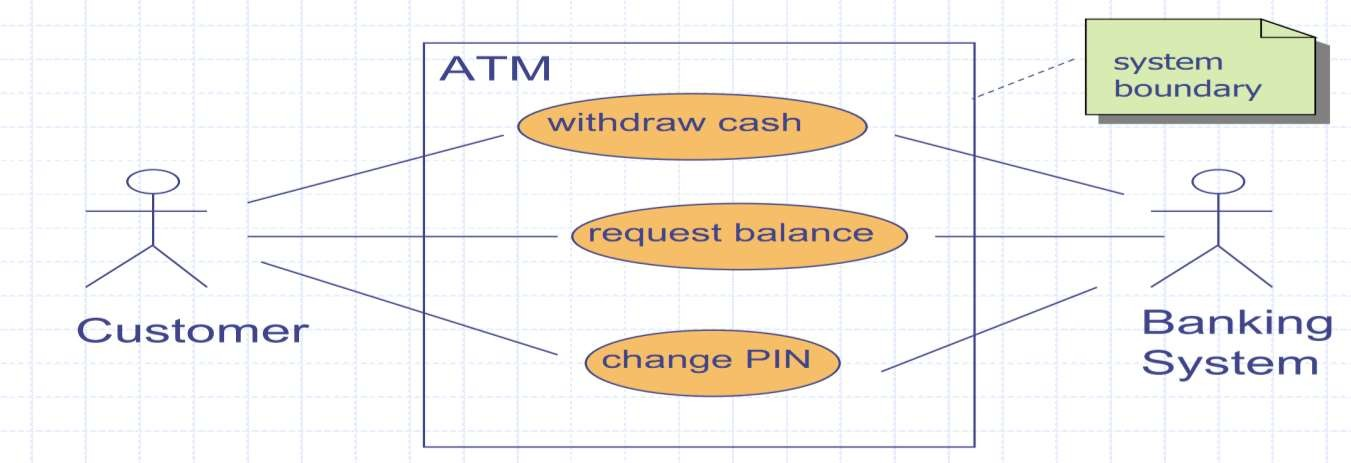 ATM
system
boundary
withdraw cash
request balance
Customer
Banking
System
change PIN